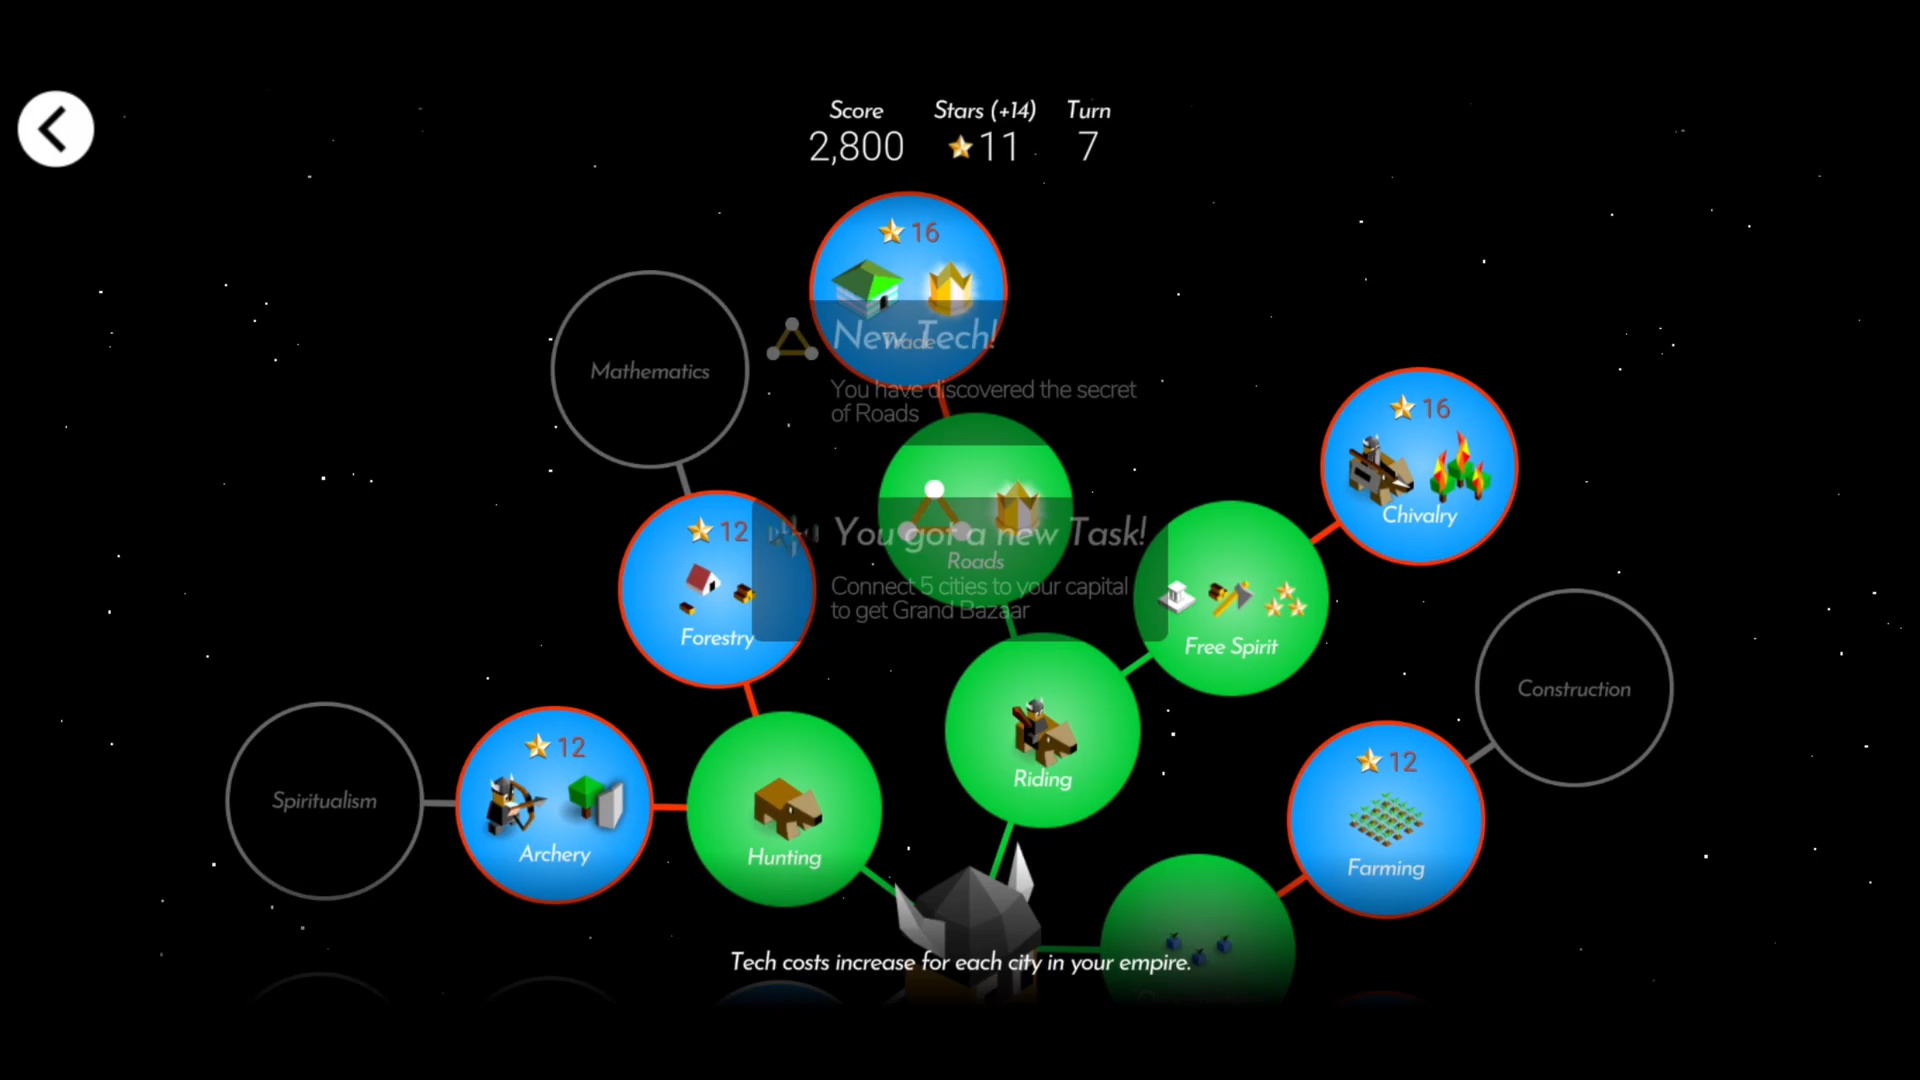 Score
Stars (+14)
Turn
2,800
11
7
16
New Tech!
Trade
Mathematics
You have discovered the secret
of Roads
16
Chivalry
12
You got a new Task!
Roads
Connect 5 cities to your capital
to get Grand Bazaar
Forestry
Free Spirit
Construction
12
Archery
Spiritualism
Riding
12
Hunting
Farming
Tech costs increase for each city in your empire.